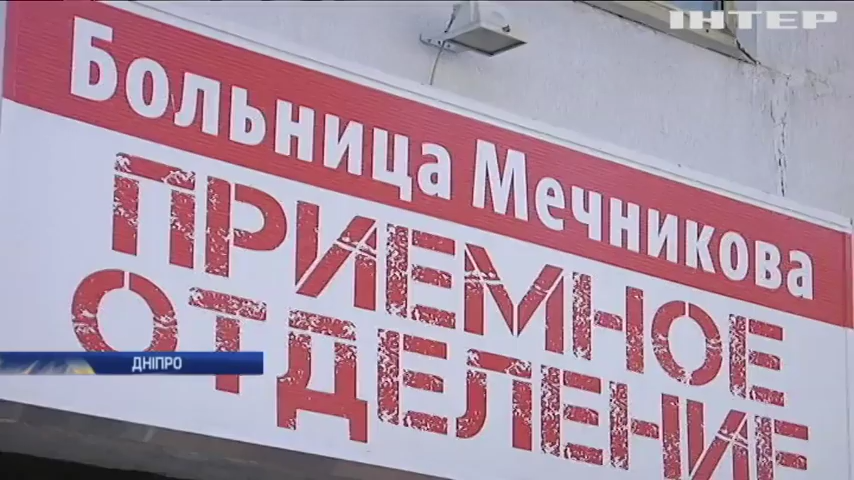 ІНТЕР
Больница Мечникова
ПРИЕМНОЕ
ОТДЕЛЕНИЕ
ДНІПРО